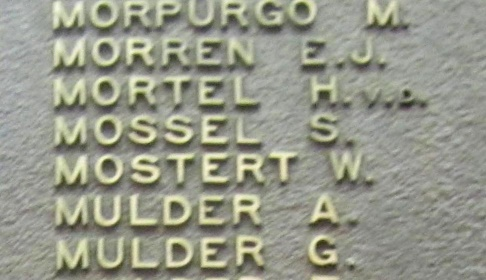 MORPURGO M.
MORREN E.J.
MORTEL H.v.D.
MOSSEL S.
MOSTERT W.
MULDER A.
MULDER G.